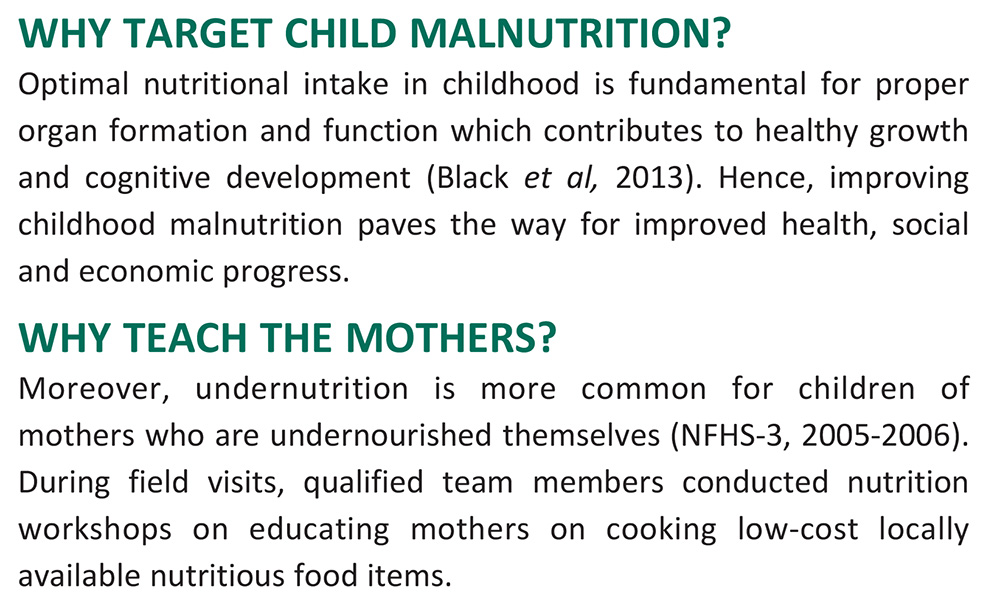 WHY TARGET CHILD MALNUTRITION?
Optimal nutritional intake in childhood is fundamental for proper
organ formation and function which contributes to healthy growth
and cognitive development (Black et al, 2013). Hence, improving
childhood malnutrition paves the way for improved health, social
and economic progress.
WHY TEACH THE MOTHERS?
Moreover, undernutrition is more common for children of
mothers who are undernourished themselves (NFHS-3, 2005-2006).
During field visits, qualified team members conducted nutrition
workshops on educating mothers on cooking low-cost locally
available nutritious food items.